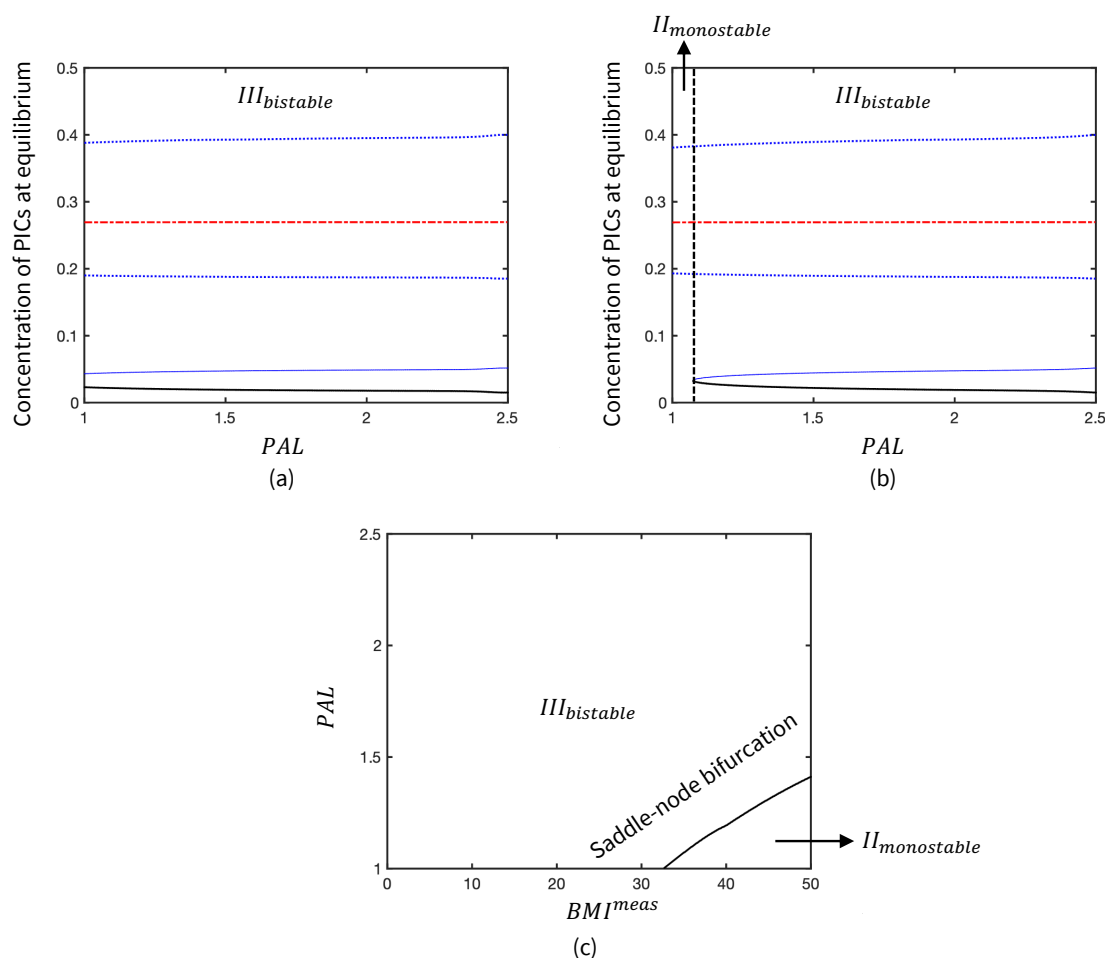 II_monostable
Concentration of PICs at equilibrium
0.5
0.4
0.3
0.2
0.1
0
III_bistable
1
1.5
2
2.5
PAL
(a)
Concentration of PICs at equilibrium
0.5
0.4
0.3
0.2
0.1
0
III_bistable
1
1.5
2
2.5
PAL
(b)
PAL
2.5
2
1.5
1
III_bistable
Saddle-node bifurcation
II_monostable
0
10
20
30
40
50
BMI^meas
(c)